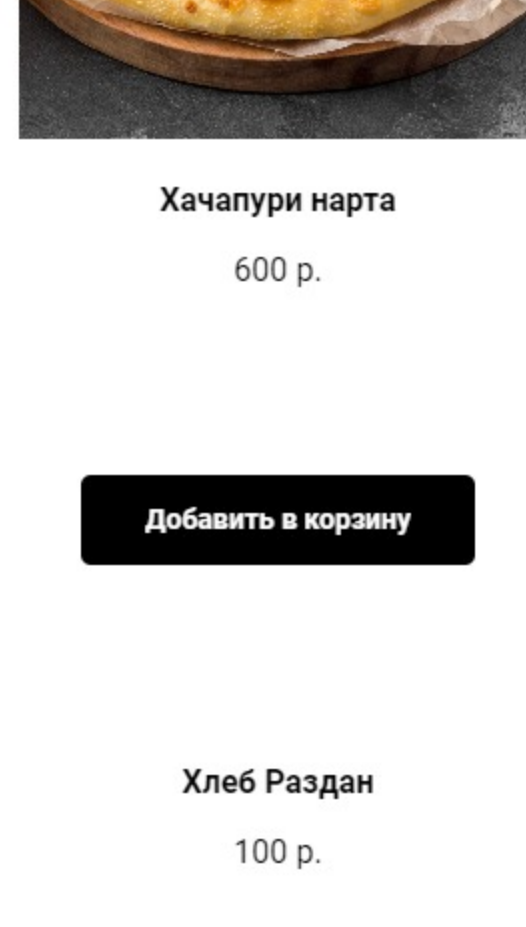 Хачапури нарта
600 р.
Добавить в корзину
Хлеб Раздан
100 р.